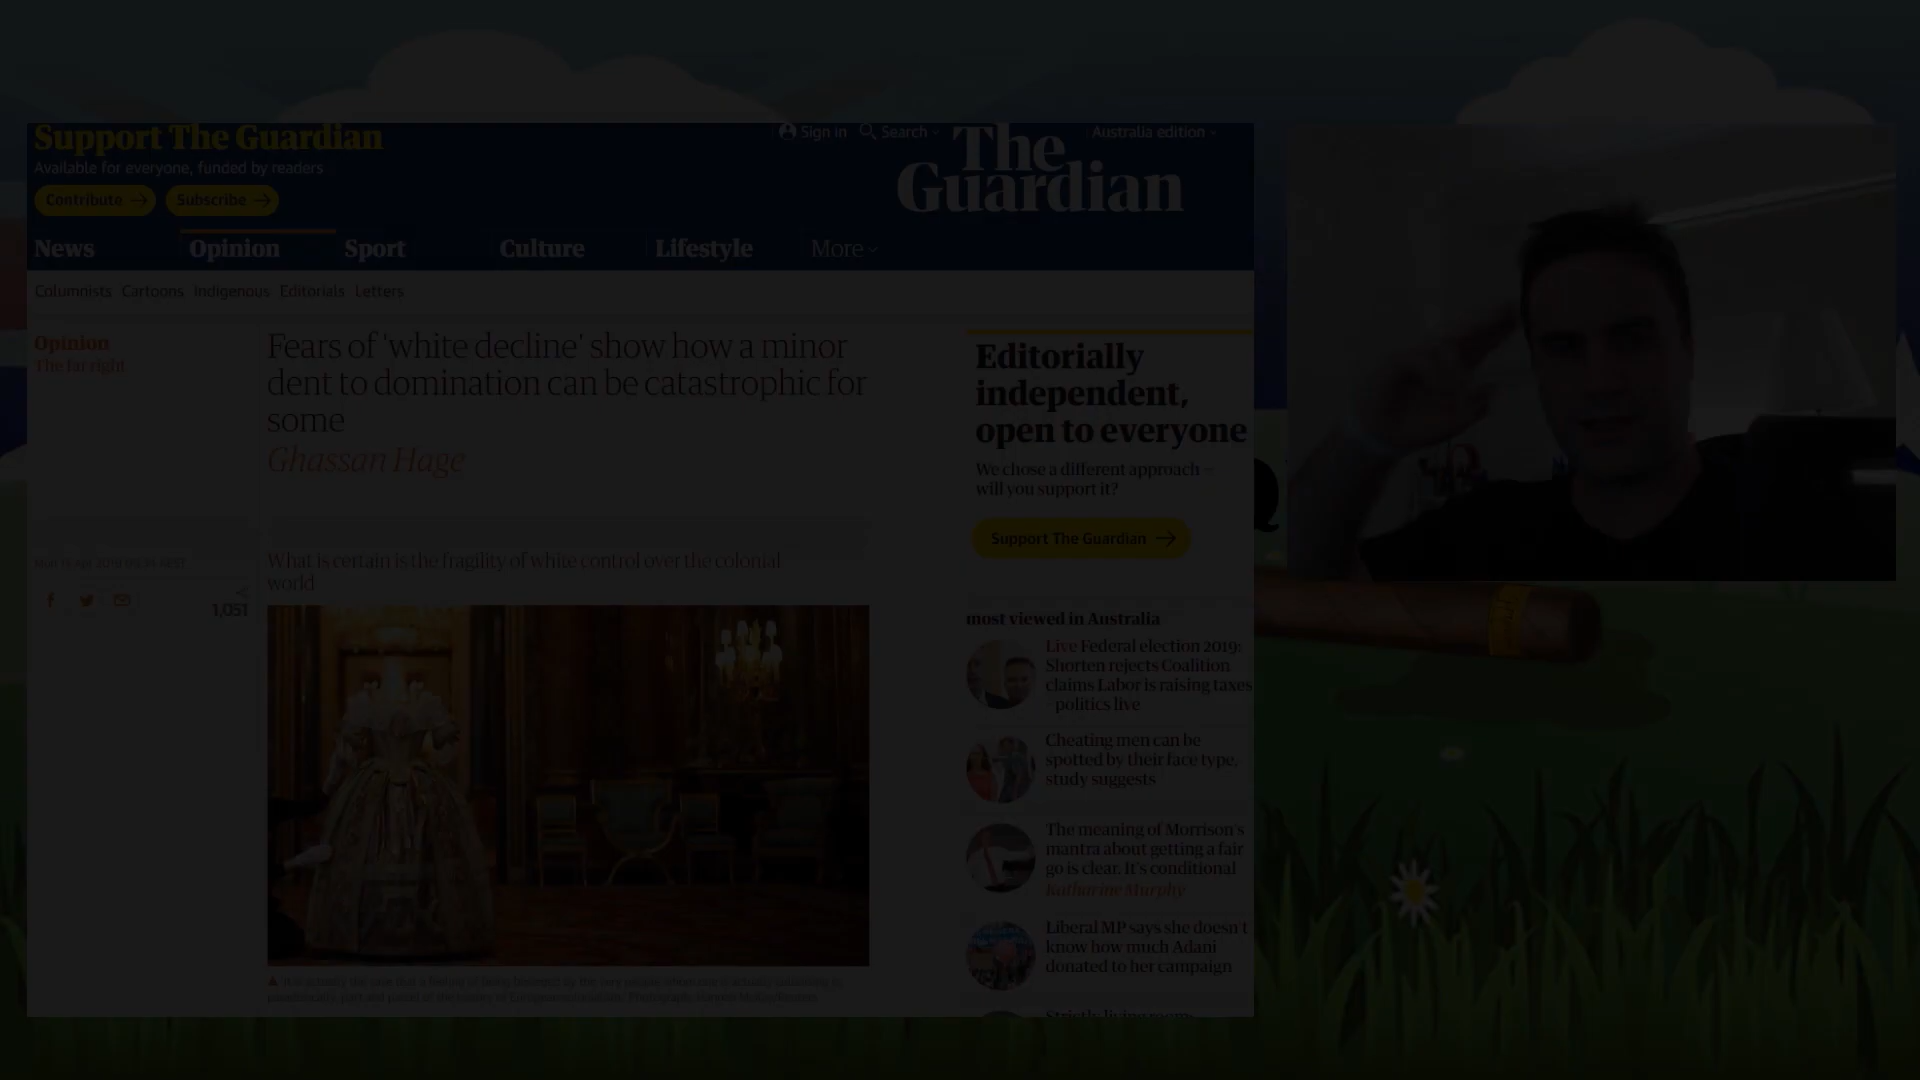 Support The Guardian
Available for everyone, funded by readers
Contribute →
Subscribe →
Sign in
Search
Australia edition
The
Guardian
News
Opinion
Sport
Culture
Lifestyle
More
Columnists
Cartoons
Indigenous
Editorials
Letters
Opinion
The far right
Fears of 'white decline' show how a minor
dent to domination can be catastrophic for
some
Ghassan Hage
What is certain is the fragility of white control over the colonial
world
1,051
Editorially
independent,
open to everyone
We chose a different approach –
will you support it?
Support The Guardian →
most viewed in Australia
Live Federal election 2019:
Shorten rejects Coalition
claims Labor is raising taxes
politics live
Cheating men can be
spotted by their face type,
study suggests
The meaning of Morrison's
mantra about getting a fair
go is clear. It's conditional
Katharine Murphy
Liberal MP says she doesn't
know how much Adani
donated to her campaign